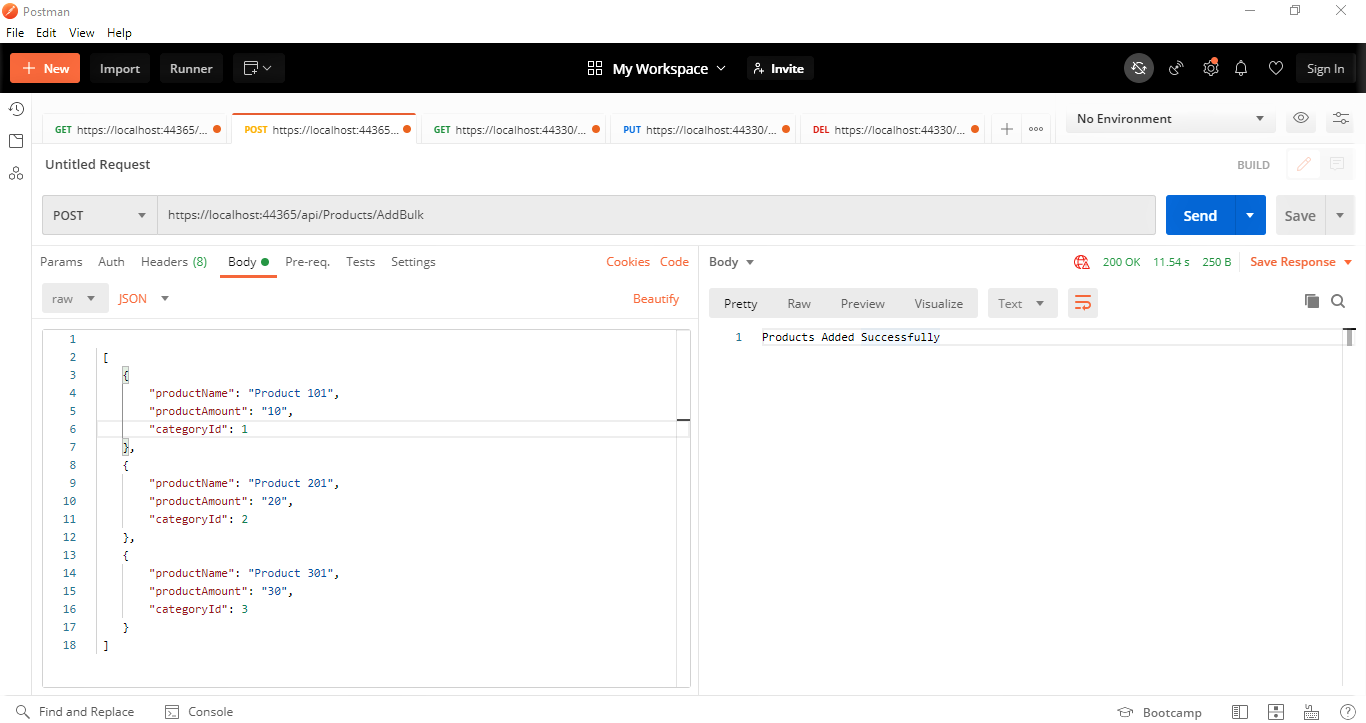 Postman
File Edit View Help
New Import Runner My Workspace Invite Sign In
GET https://localhost:44365/... POST https://localhost:44365... GET https://localhost:44330/... PUT https://localhost:44330/... DEL https://localhost:44330/... No Environment
Untitled Request BUILD
POST https://localhost:44365/api/Products/AddBulk Send Save
Params Auth Headers (8) Body Pre-req. Tests Settings Cookies Code
raw JSON Beautify
1
2 [
3 {
4 "productName": "Product 101",
5 "productAmount": "10",
6 "categoryId": 1
7 },
8 {
9 "productName": "Product 201",
10 "productAmount": "20",
11 "categoryId": 2
12 },
13 {
14 "productName": "Product 301",
15 "productAmount": "30",
16 "categoryId": 3
17 }
18 ]
Body 200 OK 11.54 s 250 B Save Response
Pretty Raw Preview Visualize Text
1 Products Added Successfully
Find and Replace Console Bootcamp